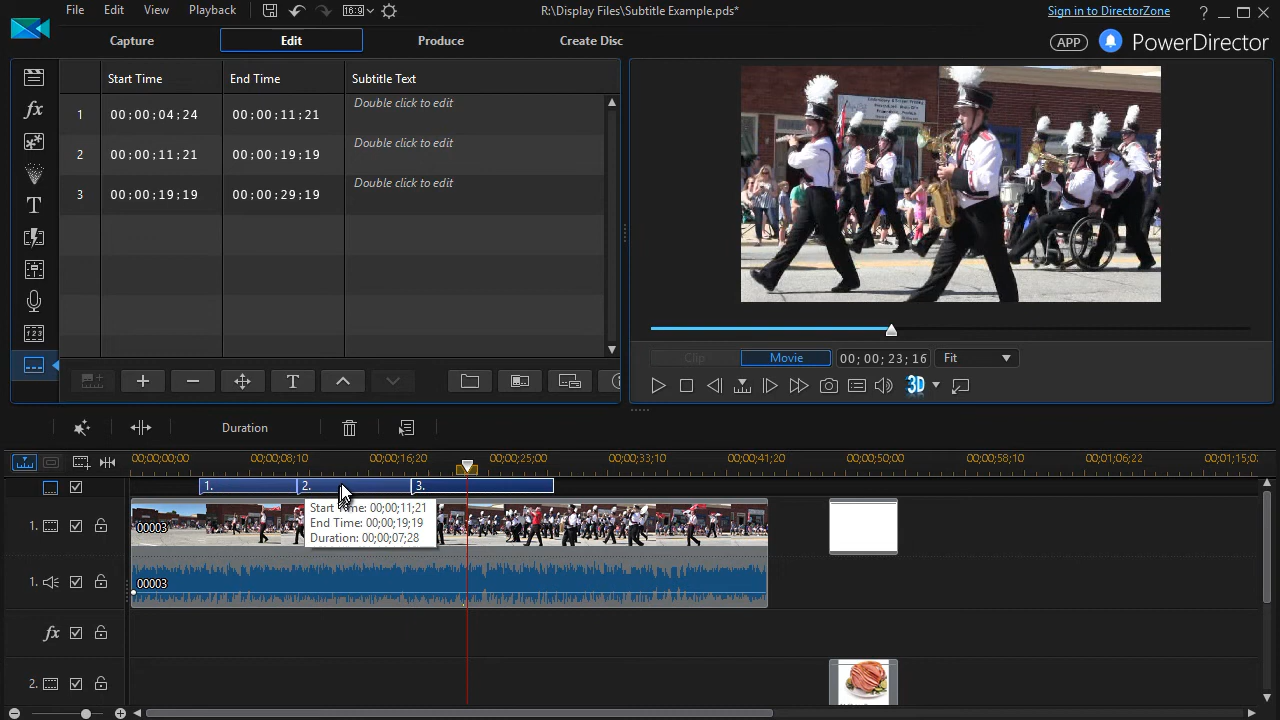 File Edit View Playback 16:9 R:\Display Files\Subtitle Example.pds* Sign in to DirectorZone ?
Capture Edit Produce Create Disc APP PowerDirector
Start Time End Time Subtitle Text
1 00;00;04;24 00;00;11;21 Double click to edit
2 00;00;11;21 00;00;19;19 Double click to edit
3 00;00;19;19 00;00;29;19 Double click to edit
fx
T
T
Clip Movie 00; 00; 23; 16 Fit
3D
Duration
00;00;00;00 00;00;08;10 00;00;16;20 00;00;25;00 00;00;33;10 00;00;41;20 00;00;50;00 00;01;06;22 00;01;15;0
1. 2. 3.
Start Time: 00;00;11;21
End Time: 00;00;19;19
Duration: 00;00;07;28
1. 00003
1. 00003
fx
2.